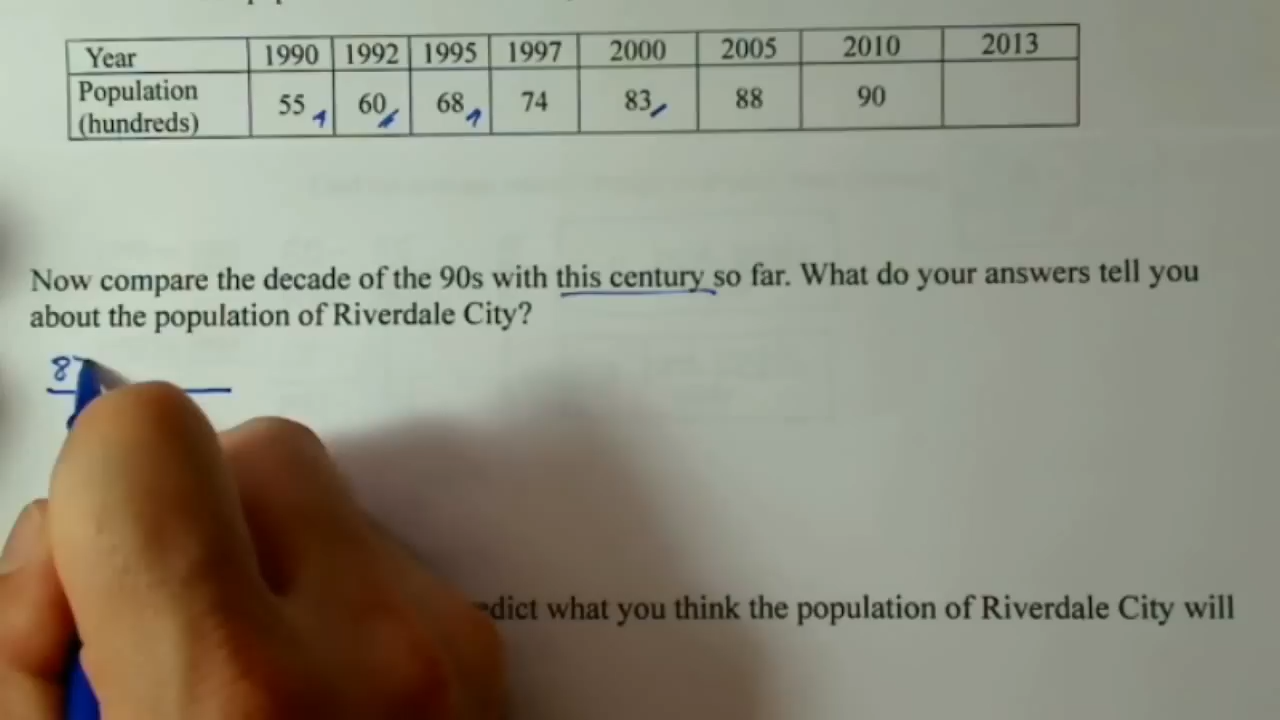 Year 1990 1992 1995 1997 2000 2005 2010 2013
Population (hundreds) 55 60 68 74 83 88 90
Now compare the decade of the 90s with this century so far. What do your answers tell you
about the population of Riverdale City?
8
what you think the population of Riverdale City will